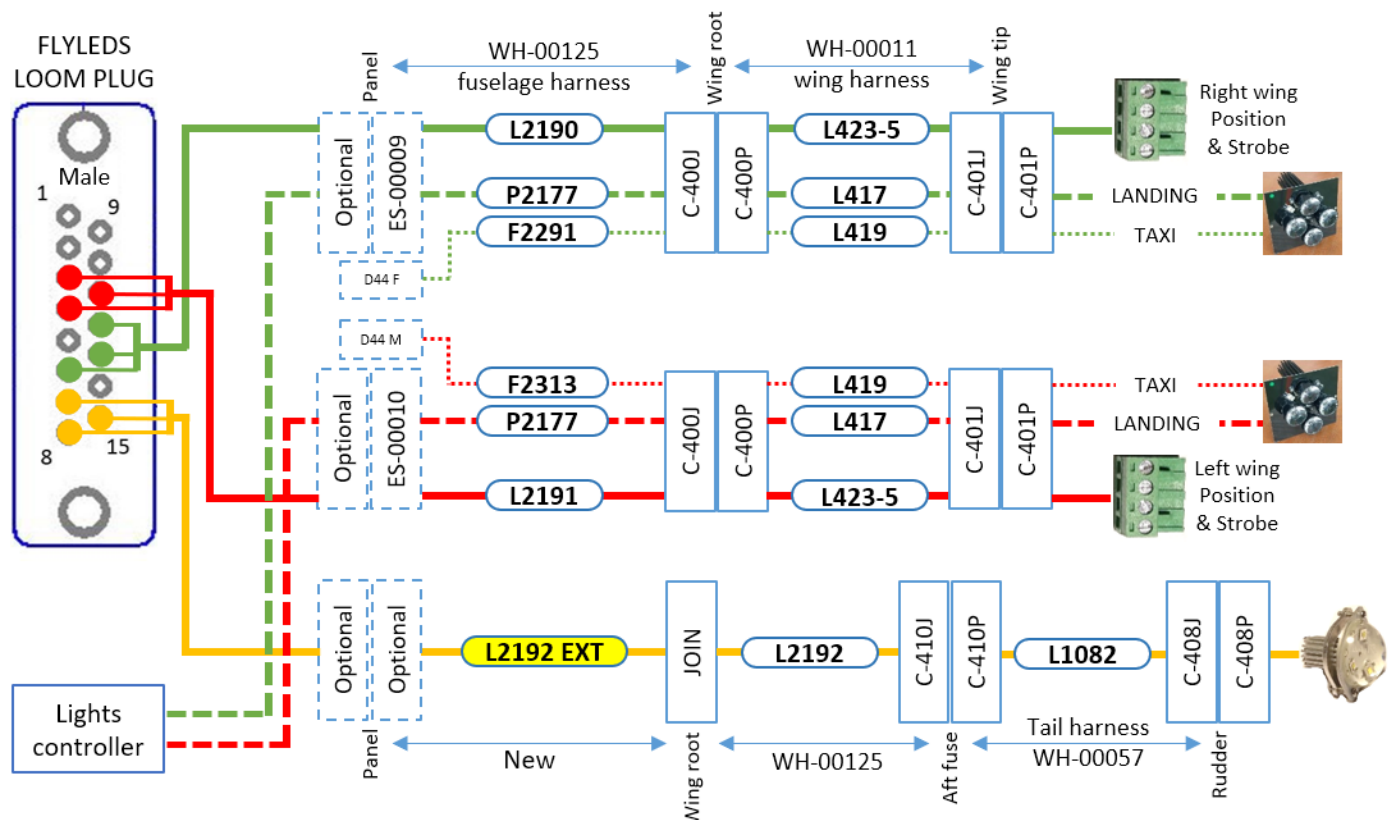 FLYLEDS
LOOM PLUG
Male
1
9
8
15
Lights
controller
Panel
WH-00125
fuselage harness
Wing root
WH-00011
wing harness
Wing tip
Optional
ES-00009
L2190
P2177
F2291
C-400J
C-400P
L423-5
L417
L419
C-401J
C-401P
Right wing
Position
& Strobe
LANDING
TAXI
D44 F
D44 M
Optional
ES-00010
F2313
P2177
L2191
C-400J
C-400P
L419
L417
L423-5
C-401J
C-401P
TAXI
LANDING
Left wing
Position
& Strobe
Optional
Optional
L2192 EXT
JOIN
L2192
C-410J
C-410P
L1082
C-408J
C-408P
Panel
New
Wing root
WH-00125
Aft fuse
Tail harness
WH-00057
Rudder